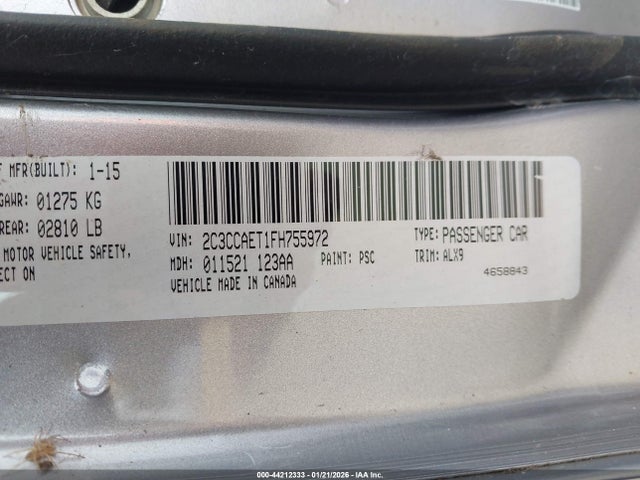 F MFR(BUILT): 1-15
GAWR: 01275 KG
REAR: 02810 LB
MOTOR VEHICLE SAFETY,
ECT ON
VIN: 2C3CCAET1FH755972
TYPE: PASSENGER CAR
MDH: 011521 123AA
PAINT: PSC
TRIM: ALX9
VEHICLE MADE IN CANADA
4658843
000-44212333 | 01/21/2026 | IAA Inc.